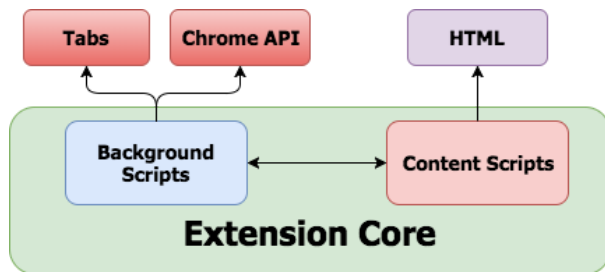 Tabs
Chrome API
HTML
Background
Scripts
Content Scripts
Extension Core